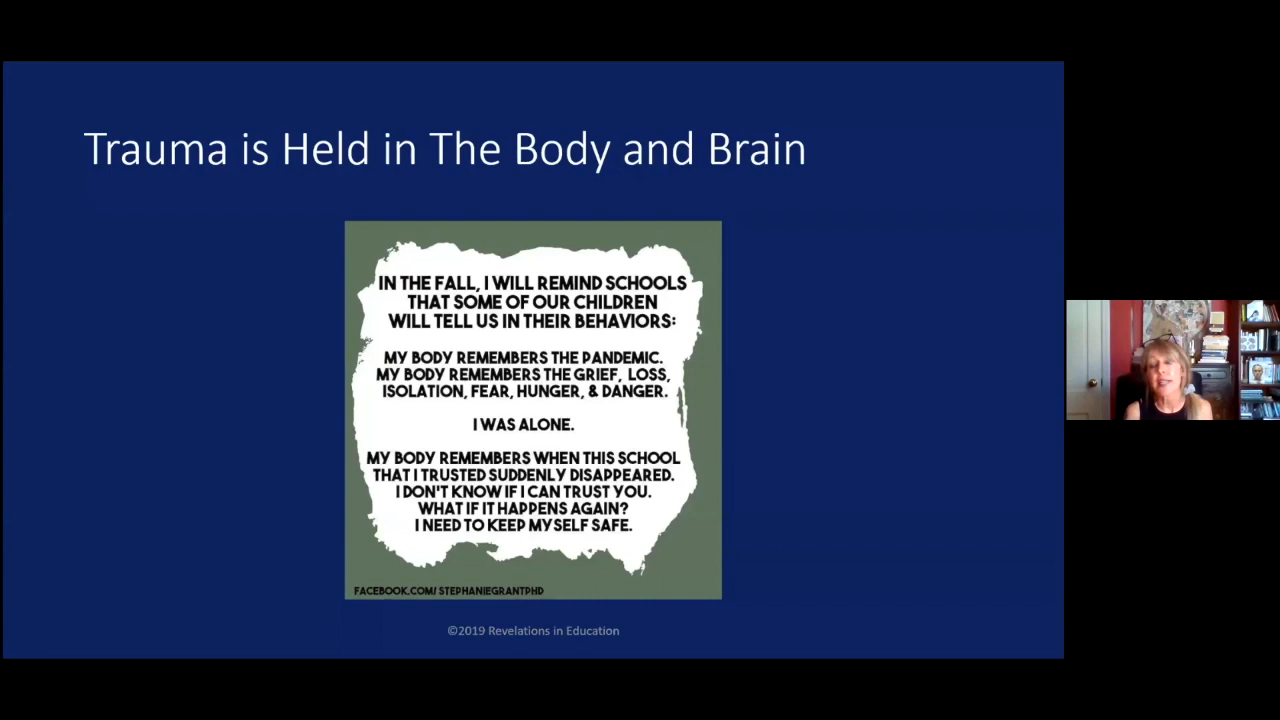 Trauma is Held in The Body and Brain
IN THE FALL, I WILL REMIND SCHOOLS
THAT SOME OF OUR CHILDREN
WILL TELL US IN THEIR BEHAVIORS:
MY BODY REMEMBERS THE PANDEMIC.
MY BODY REMEMBERS THE GRIEF, LOSS,
ISOLATION, FEAR, HUNGER, & DANGER.
I WAS ALONE.
MY BODY REMEMBERS WHEN THIS SCHOOL
THAT I TRUSTED SUDDENLY DISAPPEARED.
I DON'T KNOW IF I CAN TRUST YOU.
WHAT IF IT HAPPENS AGAIN?
I NEED TO KEEP MYSELF SAFE.
FACEBOOK.COM/ STEPHANIEGRANTPHD
©2019 Revelations in Education